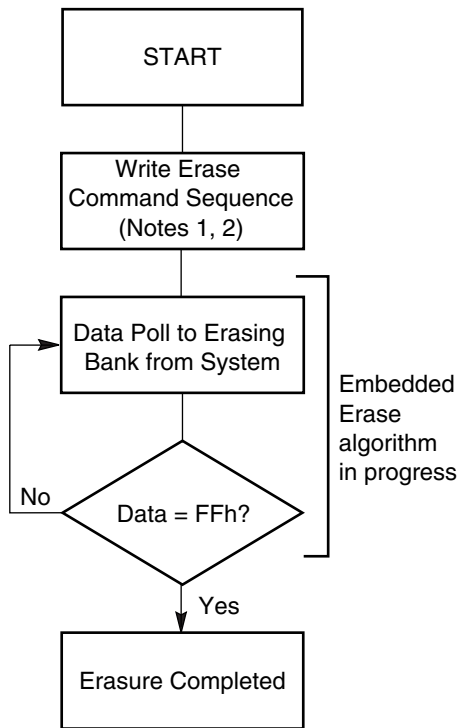 START
Write Erase
Command Sequence
(Notes 1, 2)
Data Poll to Erasing
Bank from System
Embedded
Erase
algorithm
in progress
No
Data = FFh?
Yes
Erasure Completed